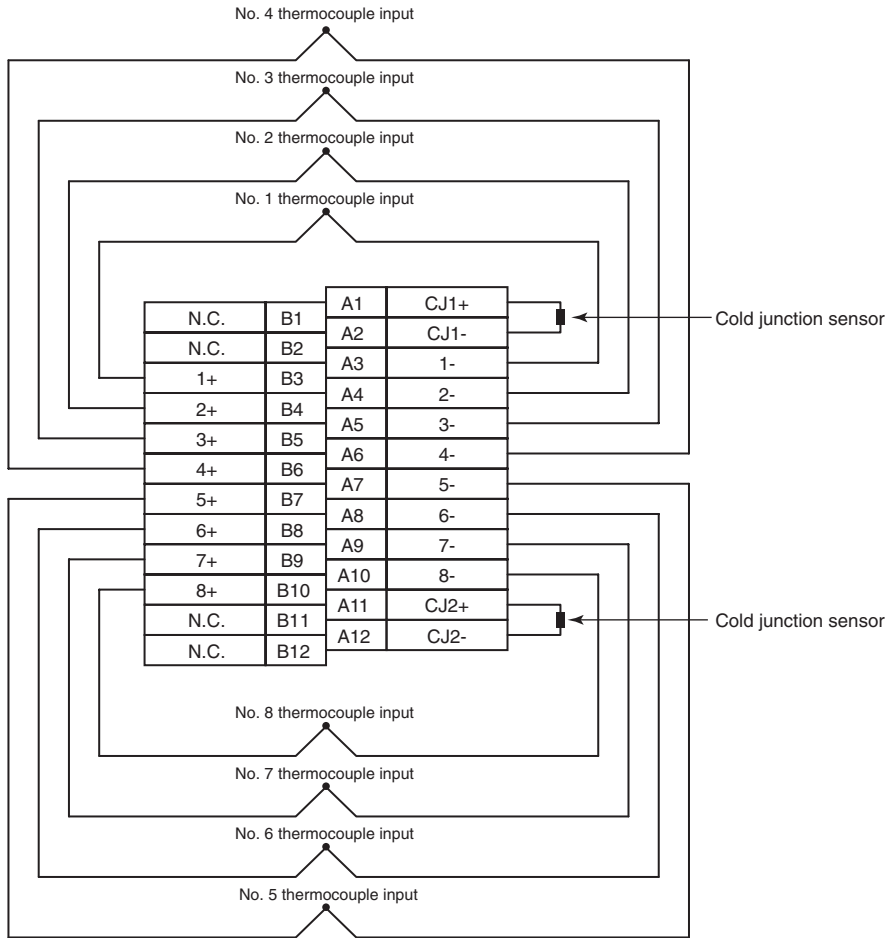 No. 4 thermocouple input
No. 3 thermocouple input
No. 2 thermocouple input
No. 1 thermocouple input
A1 CJ1+
N.C. B1
Cold junction sensor
A2 CJ1-
N.C. B2
A3 1-
1+ B3
A4 2-
2+ B4
A5 3-
3+ B5
A6 4-
4+ B6
A7 5-
5+ B7
A8 6-
6+ B8
A9 7-
7+ B9
A10 8-
8+ B10
A11 CJ2+
N.C. B11
Cold junction sensor
A12 CJ2-
N.C. B12
No. 8 thermocouple input
No. 7 thermocouple input
No. 6 thermocouple input
No. 5 thermocouple input